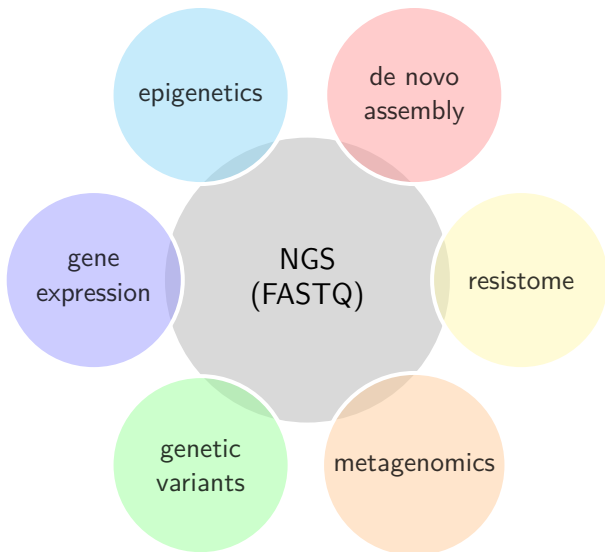 epigenetics
de novo
assembly
gene
expression
NGS
(FASTQ)
resistome
genetic
variants
metagenomics